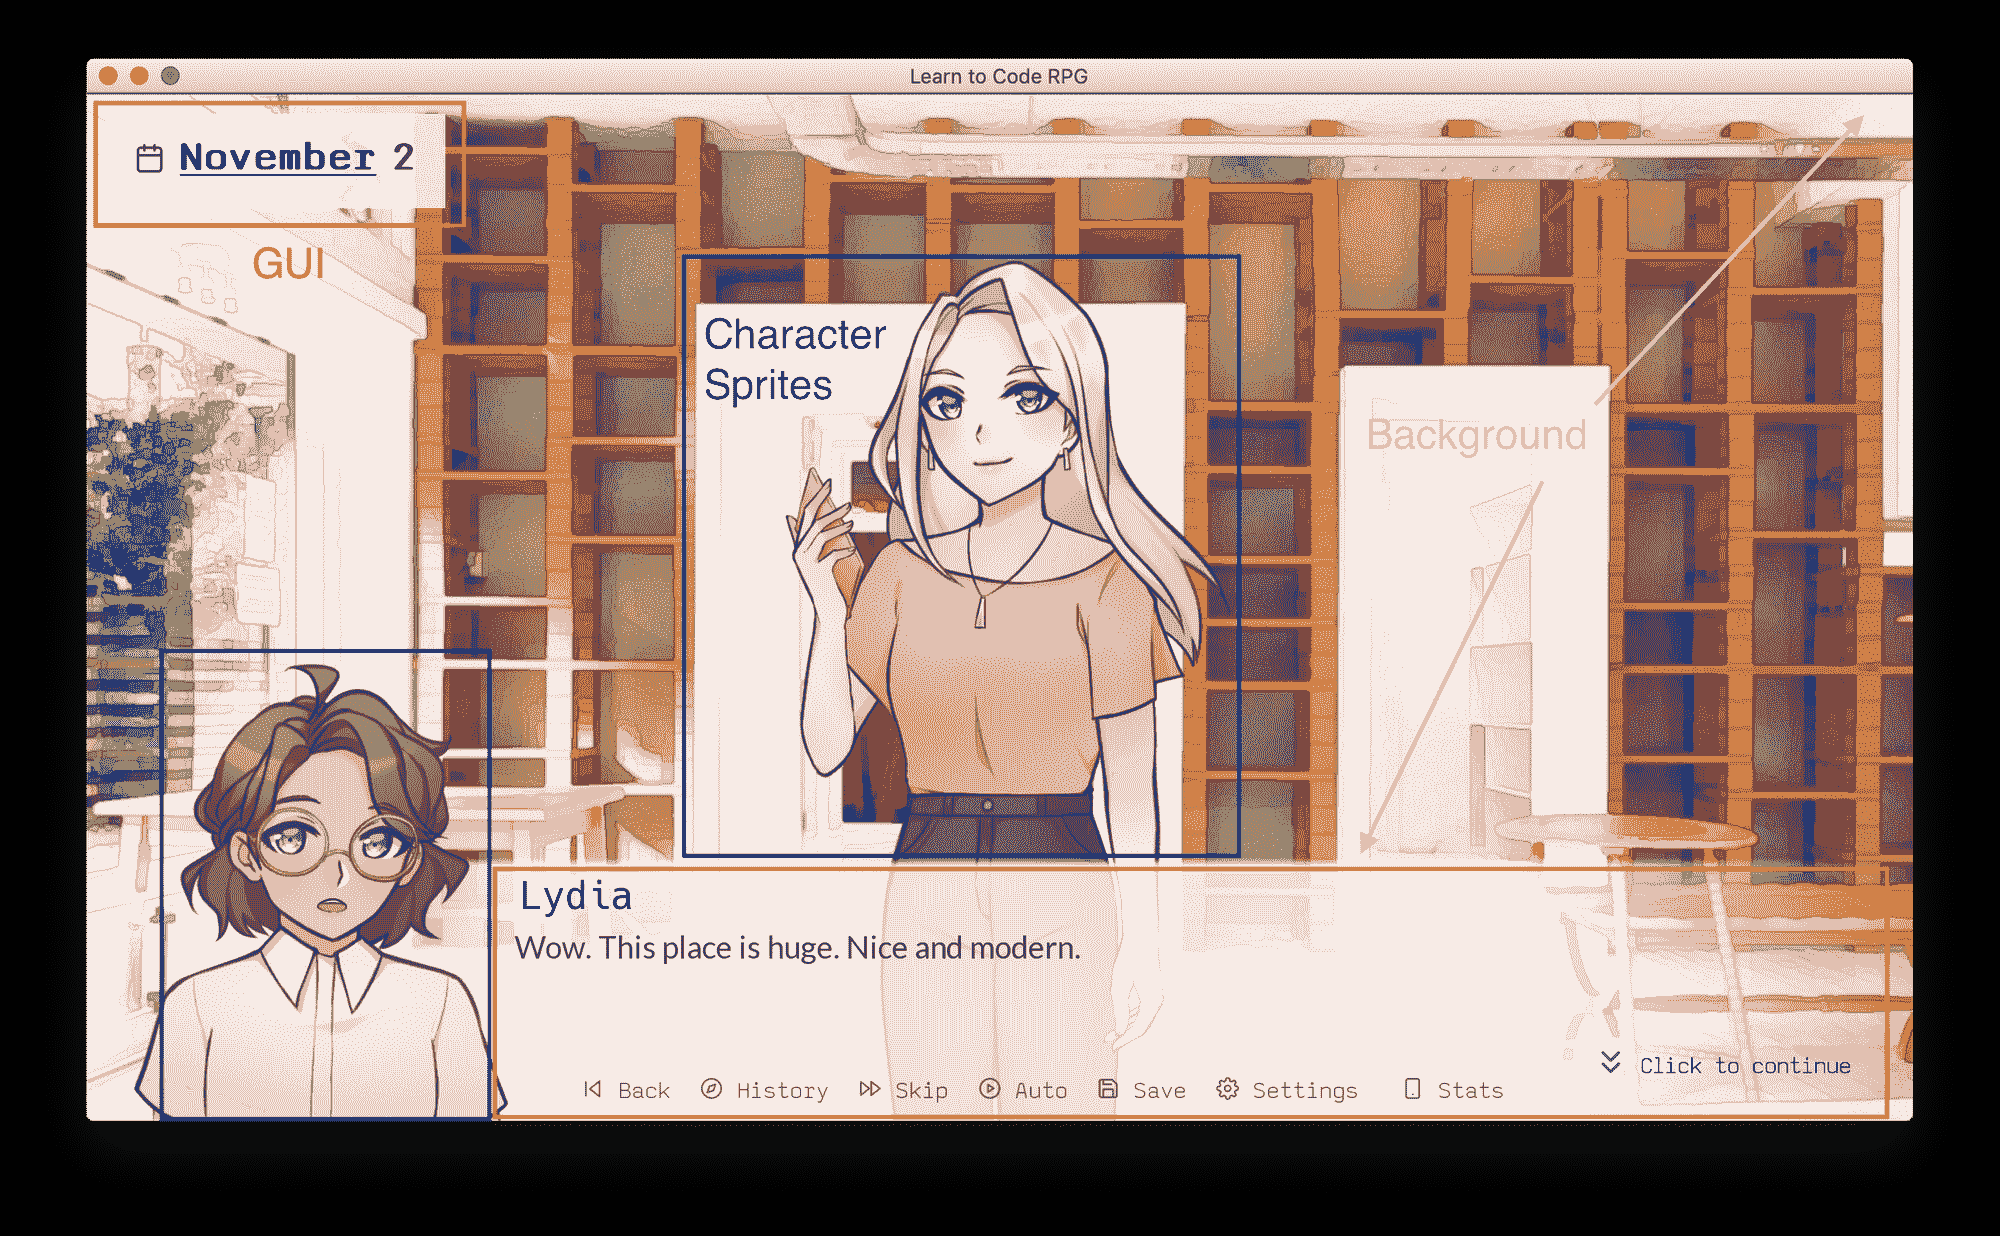 Learn to Code RPG
November 2
GUI
Character
Sprites
Background
Lydia
Wow. This place is huge. Nice and modern.
Click to continue
Back History Skip Auto Save Settings Stats